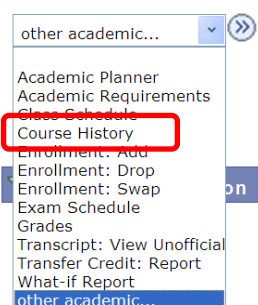 other academic...
Academic Planner
Academic Requirements
Class Schedule
Course History
Enrollment: Add
Enrollment: Drop
Enrollment: Swap
on
Exam Schedule
Grades
Transcript: View Unofficial
Transfer Credit: Report
What-if Report
other academic...